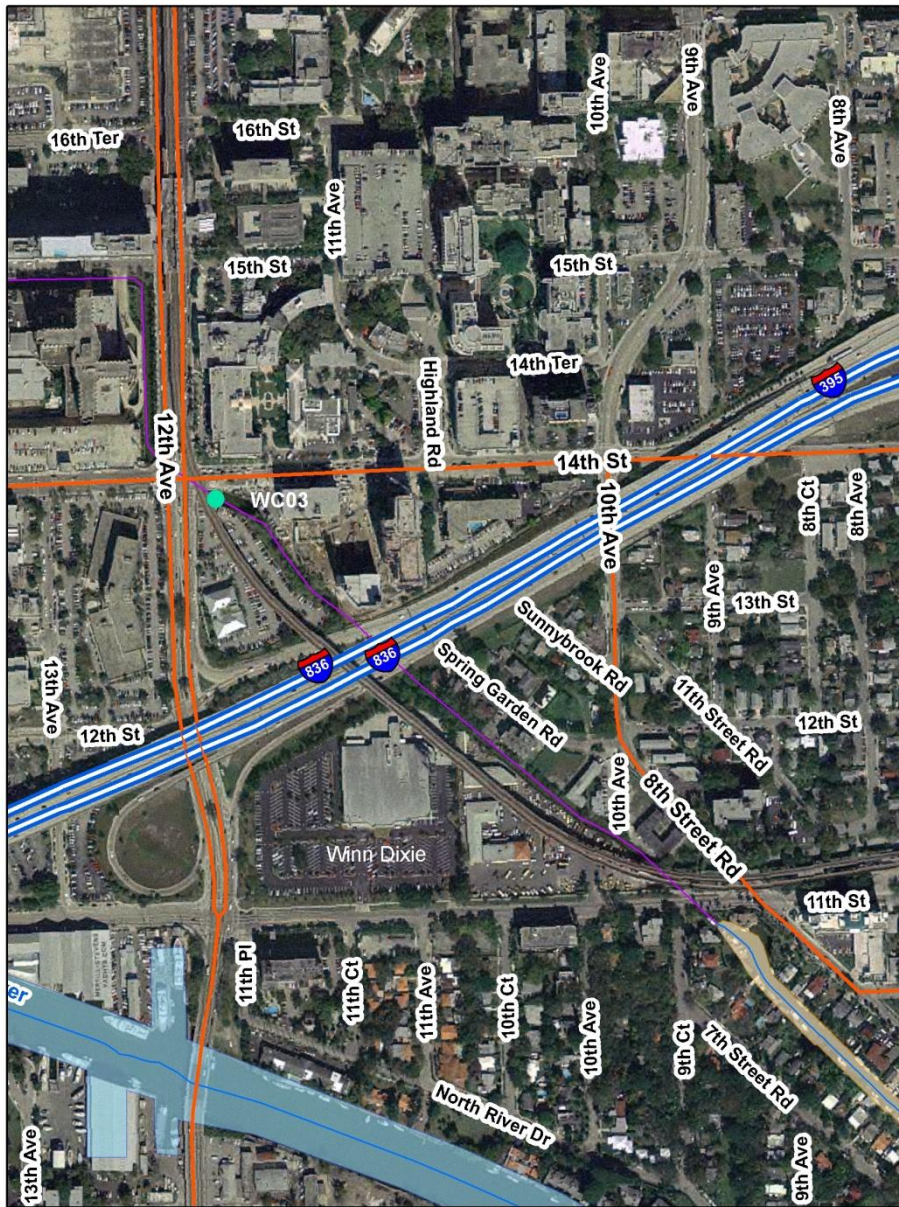 10th Ave
9th Ave
8th Ave
16th Ter
16th St
11th Ave
15th St
15th St
Highland Rd
14th Ter
395
12th Ave
14th St
WC03
10th Ave
8th Ct
8th Ave
9th Ave
13th St
Sunnybrook Rd
836
836
Spring Garden Rd
13th Ave
12th St
11th Street Rd
12th St
10th Ave
8th Street Rd
Winn Dixie
11th St
11th Pl
11th Ct
11th Ave
10th Ct
10th Ave
9th Ct
7th Street Rd
er
North River Dr
13th Ave
9th Ave